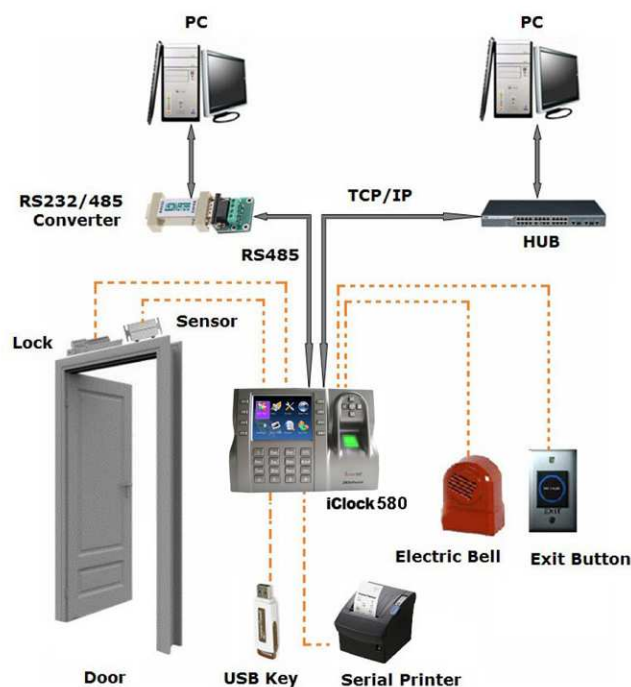 PC
PC
RS232/485
Converter
TCP/IP
HUB
RS485
Sensor
Lock
iClock580
EXIT
Electric Bell
Exit Button
Door
USB Key
Serial Printer